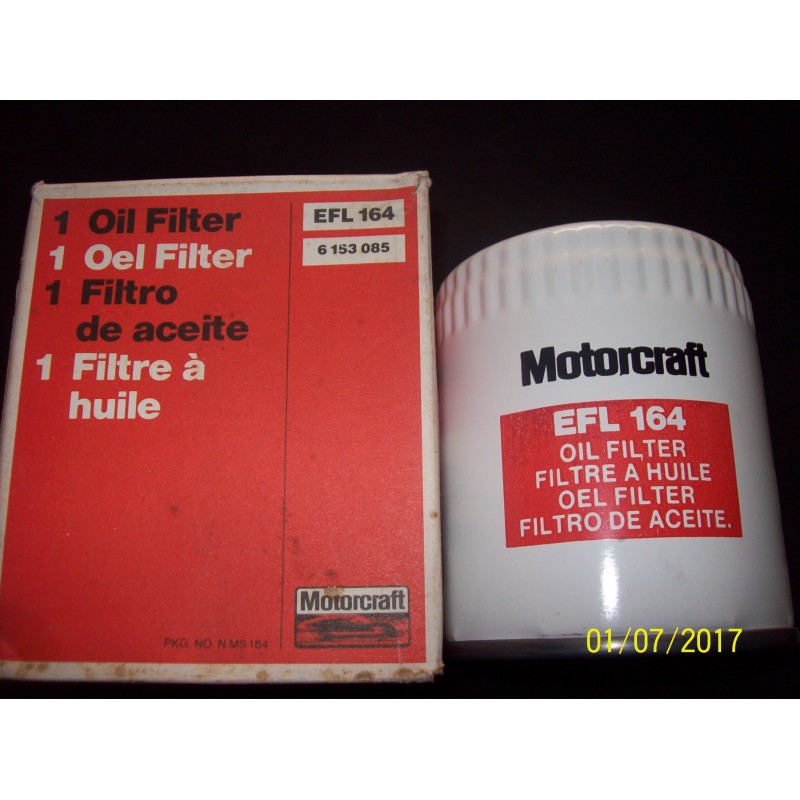 1 Oil Filter
1 Oel Filter
1 Filtro
de aceite
1 Filtre à
huile
EFL 164
6 153 085
Motorcraft
PKG. NO. N MS 164
Motorcraft
EFL 164
OIL FILTER
FILTRE A HUILE
OEL FILTER
FILTRO DE ACEITE.
01/07/2017